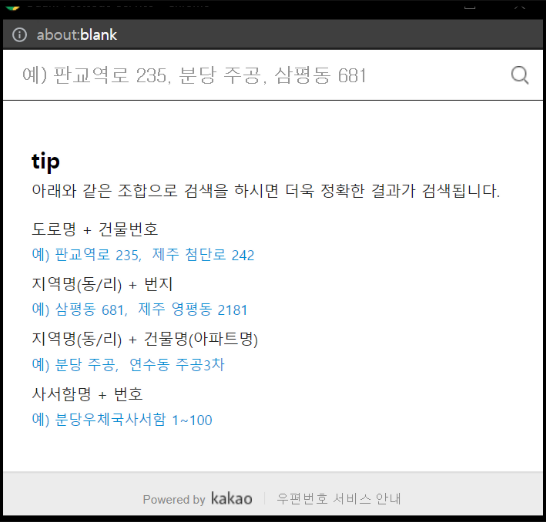 about:blank
예) 판교역로 235, 분당 주공, 삼평동 681
tip
아래와 같은 조합으로 검색을 하시면 더욱 정확한 결과가 검색됩니다.
도로명 + 건물번호
예) 판교역로 235, 제주 첨단로 242
지역명(동/리) + 번지
예) 삼평동 681, 제주 영평동 2181
지역명(동/리) + 건물명(아파트명)
예) 분당 주공, 연수동 주공3차
사서함명 + 번호
예) 분당우체국사서함 1~100
Powered by kakao 우편번호 서비스 안내